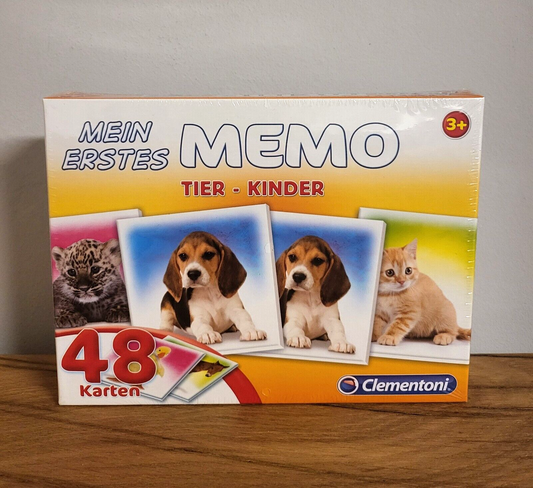 MEIN
ERSTES
MEMO
3+
TIER - KINDER
48
Karten
Clementoni